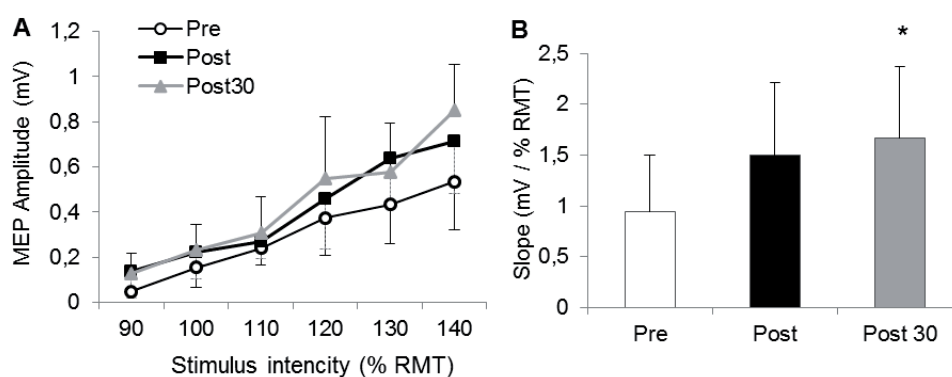 A
MEP Amplitude (mV)
1,2
1
0,8
0,6
0,4
0,2
0
Pre
Post
Post30
90 100 110 120 130 140
Stimulus intencity (% RMT)
B
Slope (mV / % RMT)
2,5
2
1,5
1
0,5
0
*
Pre Post Post 30